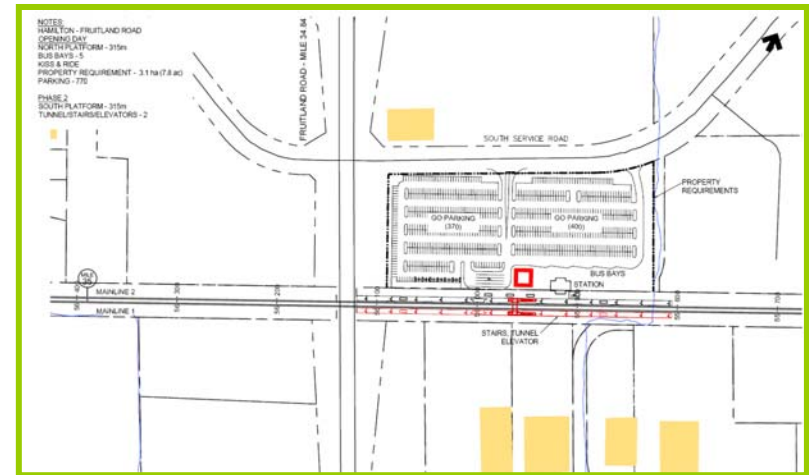 NOTES:
HAMILTON - FRUITLAND ROAD
OPENING DAY
NORTH PLATFORM - 315m
BUS BAYS - 5
KISS & RIDE
PROPERTY REQUIREMENT - 3.1 ha (7.8 ac)
PARKING - 770
PHASE 2
SOUTH PLATFORM - 315m
TUNNEL/STAIRS/ELEVATORS - 2
FRUITLAND ROAD - MILE 34.84
SOUTH SERVICE ROAD
PROPERTY
REQUIREMENTS
GO PARKING
(370)
GO PARKING
(400)
BUS BAYS
STATION
MILE
MAINLINE 2
MAINLINE 1
STAIRS, TUNNEL
ELEVATOR